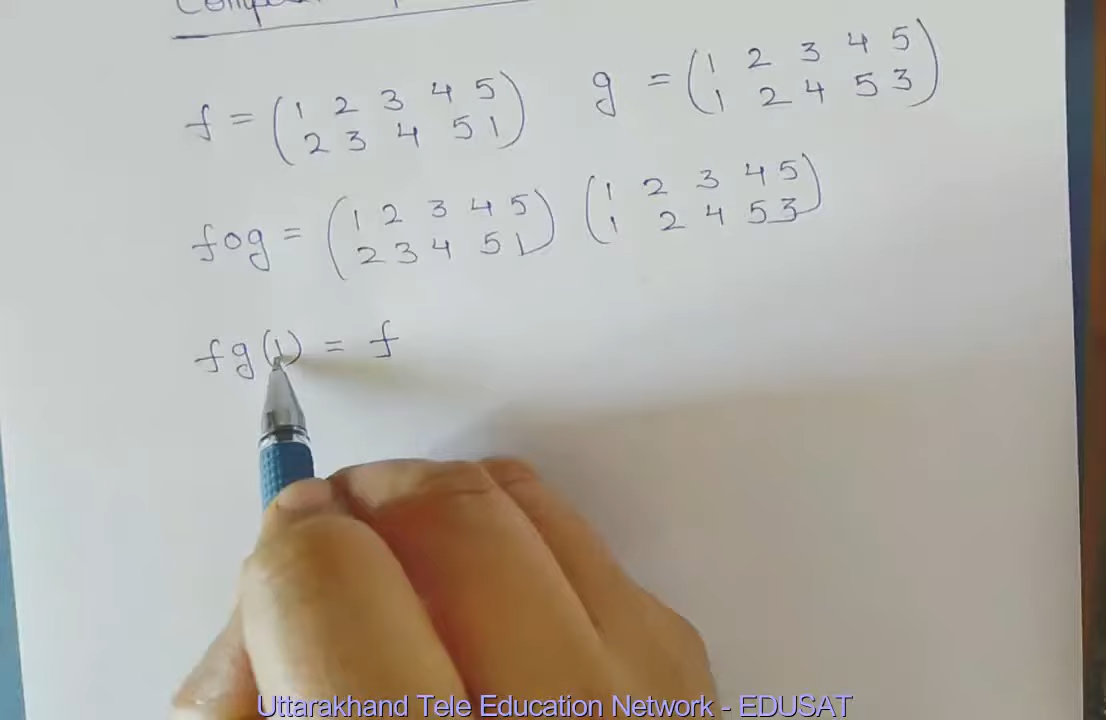 f = ( 1 2 3 4 5 ) g = ( 1 2 3 4 5 )
2 3 4 5 1 1 2 4 5 3
fog = ( 1 2 3 4 5 ) ( 1 2 3 4 5 )
2 3 4 5 1 1 2 4 5 3
fg(1) = f
Uttarakhand Tele Education Network - EDUSAT